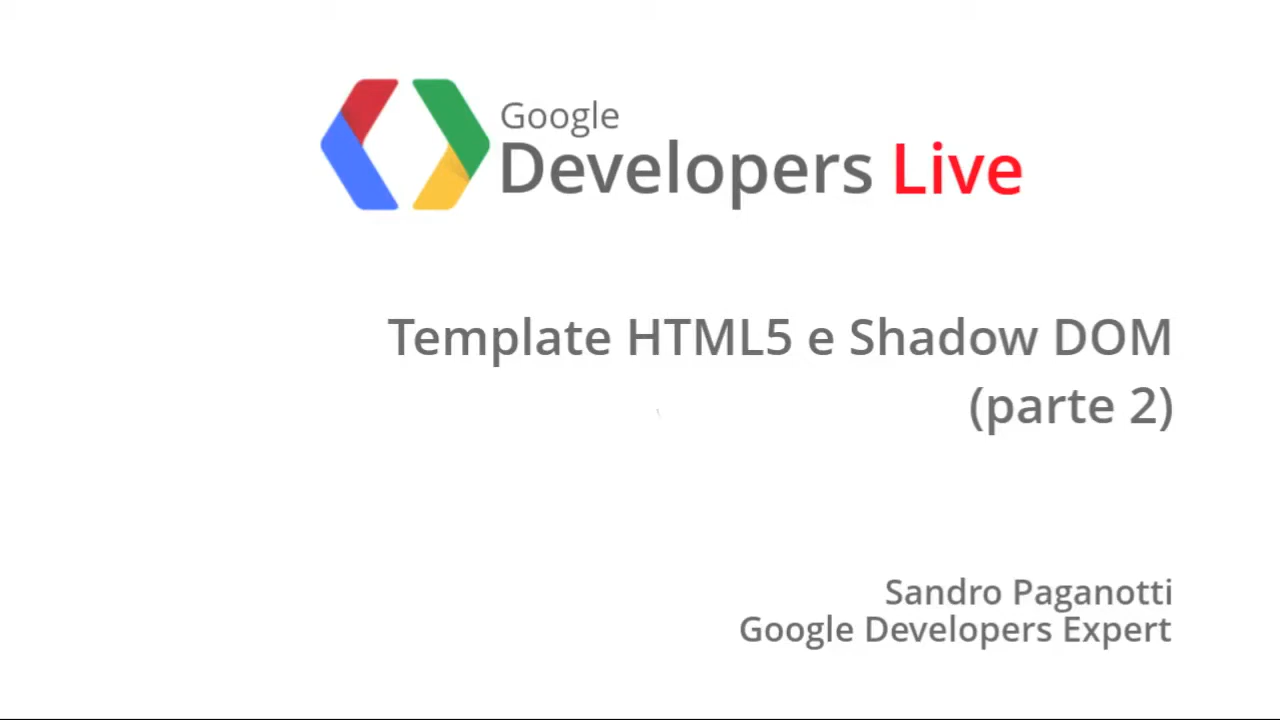 Google
Developers Live
Template HTML5 e Shadow DOM
(parte 2)
Sandro Paganotti
Google Developers Expert